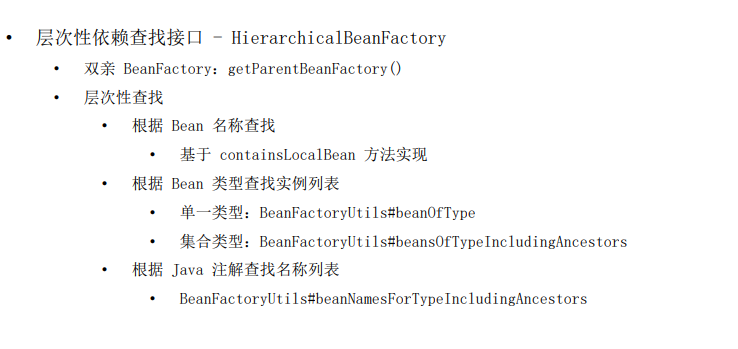 • 层次性依赖查找接口 - HierarchicalBeanFactory
• 双亲 BeanFactory：getParentBeanFactory()
• 层次性查找
• 根据 Bean 名称查找
• 基于 containsLocalBean 方法实现
• 根据 Bean 类型查找实例列表
• 单一类型：BeanFactoryUtils#beanOfType
• 集合类型：BeanFactoryUtils#beansOfTypeIncludingAncestors
• 根据 Java 注解查找名称列表
• BeanFactoryUtils#beanNamesForTypeIncludingAncestors